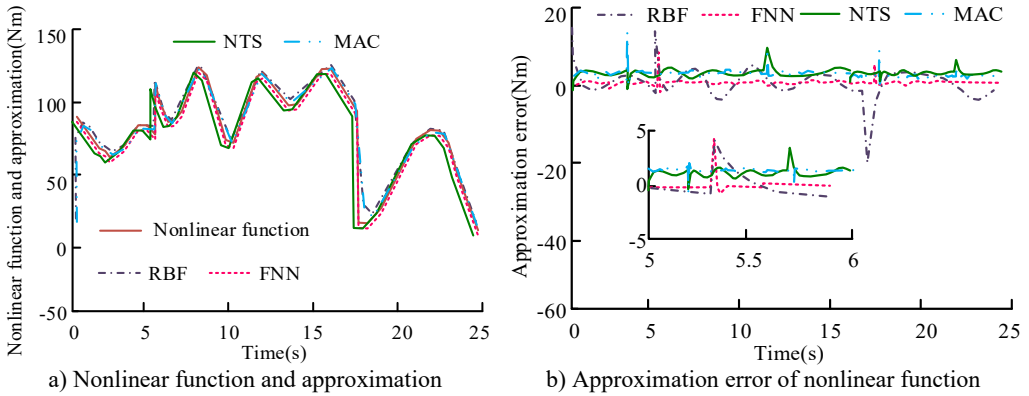 Nonlinear function and approximation(Nm)
150
100
50
0
-50
NTS
MAC
Nonlinear function
RBF
FNN
0
5
10
15
20
25
Time(s)
a) Nonlinear function and approximation
Approximation error(Nm)
20
0
-20
-40
-60
RBF
FNN
NTS
MAC
5
0
-5
5
5.5
6
0
5
10
15
20
25
Time(s)
b) Approximation error of nonlinear function